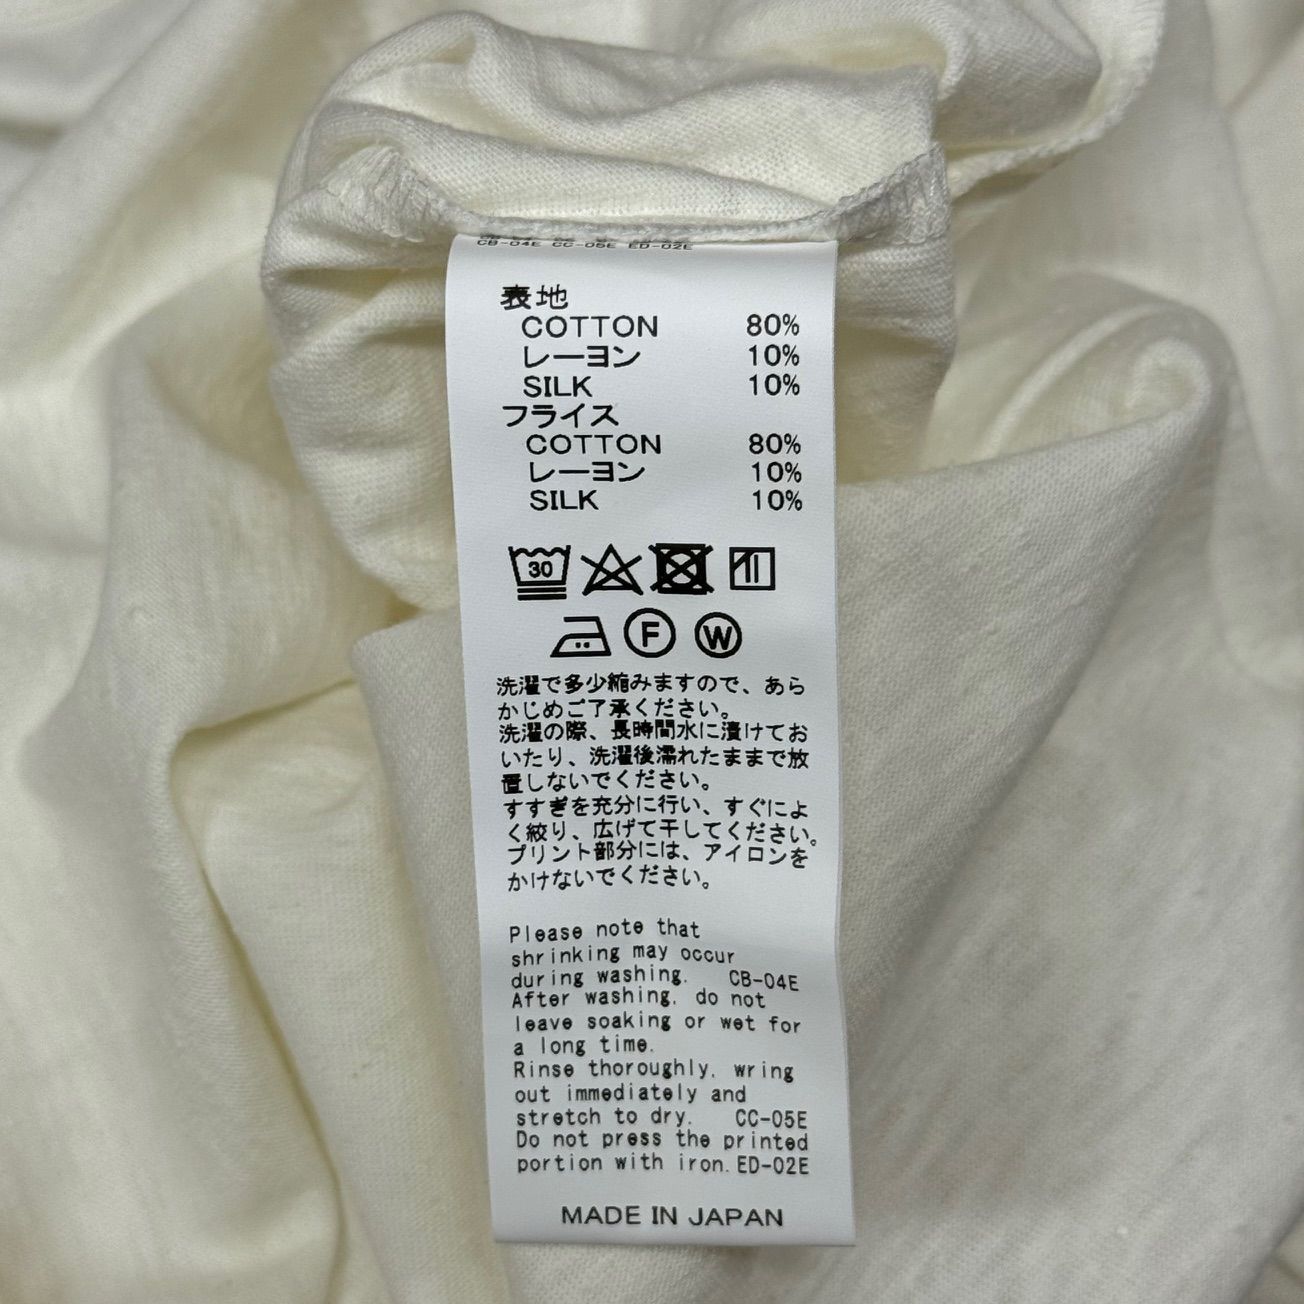 CB-04E CC-05E ED-02E
表地
COTTON 80%
レーヨン 10%
SILK 10%
フライス
COTTON 80%
レーヨン 10%
SILK 10%
30
F W
洗濯で多少縮みますので、あら
かじめご了承ください。
洗濯の際、長時間水に漬けてお
いたり、洗濯後濡れたままで放
置しないでください。
すすぎを充分に行い、すぐによ
く絞り、広げて干してください。
プリント部分には、アイロンを
かけないでください。
Please note that
shrinking may occur
during washing. CB-04E
After washing, do not
leave soaking or wet for
a long time.
Rinse thoroughly, wring
out immediately and
stretch to dry. CC-05E
Do not press the printed
portion with iron. ED-02E
MADE IN JAPAN